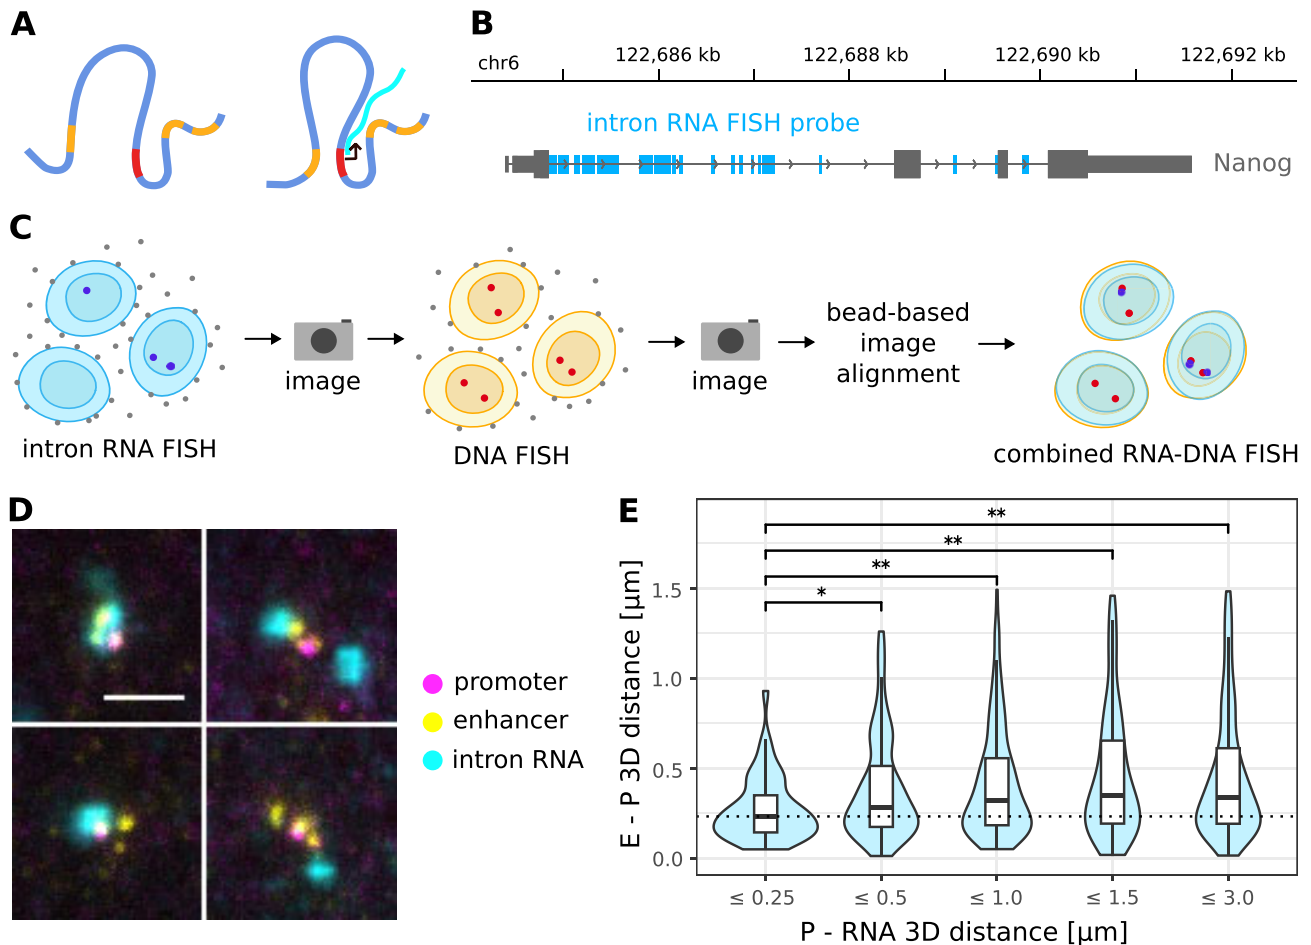 A
B
122,686 kb
122,688 kb
122,690 kb
122,692 kb
chr6
intron RNA FISH probe
Nanog
C
image
image
bead-based
image
alignment
intron RNA FISH
DNA FISH
combined RNA-DNA FISH
D
promoter
enhancer
intron RNA
E
**
**
**
*
E - P 3D distance [µm]
1.5
1.0
0.5
0.0
≤ 0.25
≤ 0.5
≤ 1.0
≤ 1.5
≤ 3.0
P - RNA 3D distance [µm]